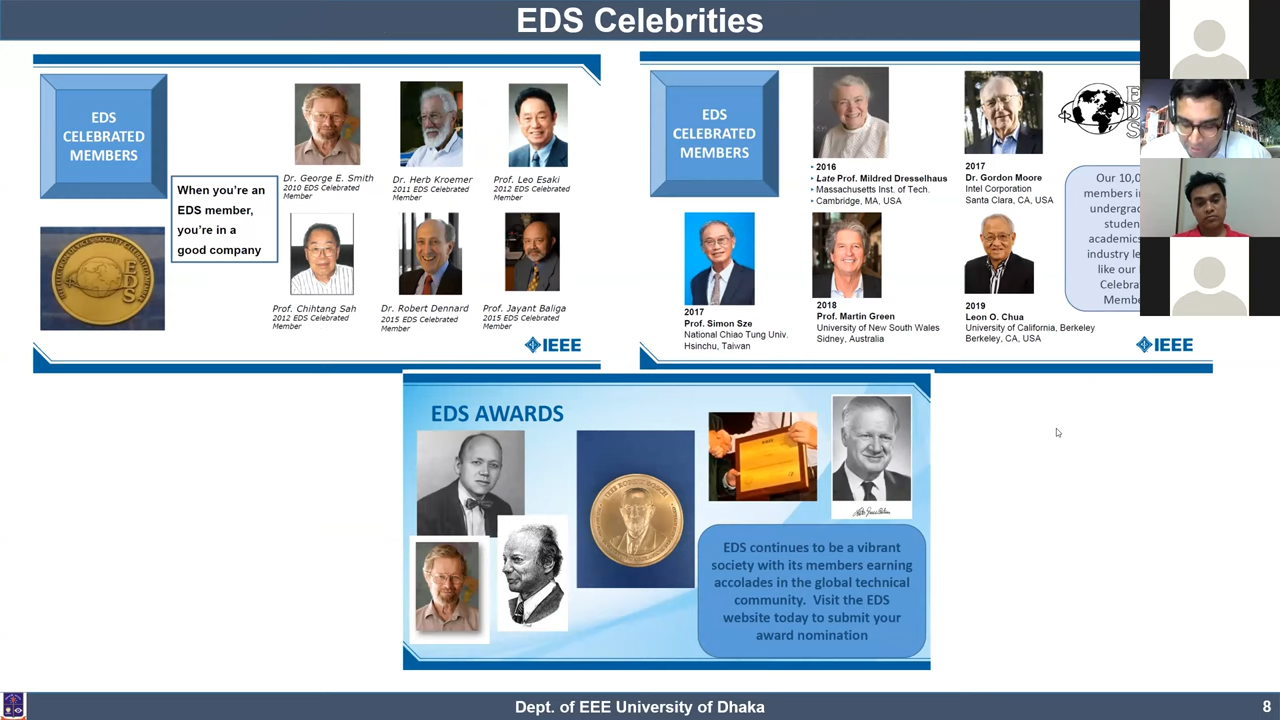 EDS Celebrities
EDS
CELEBRATED
MEMBERS
When you're an
EDS member,
you're in a
good company
Dr. George E. Smith
2010 EDS Celebrated
Member
Dr. Herb Kroemer
2011 EDS Celebrated
Member
Prof. Leo Esaki
2012 EDS Celebrated
Member
Prof. Chihtang Sah
2012 EDS Celebrated
Member
Dr. Robert Dennard
2015 EDS Celebrated
Member
Prof. Jayant Baliga
2015 EDS Celebrated
Member
EDS
IEEE
EDS
CELEBRATED
MEMBERS
• 2016
• Late Prof. Mildred Dresselhaus
• Massachusetts Inst. of Tech.
• Cambridge, MA, USA
2017
Dr. Gordon Moore
Intel Corporation
Santa Clara, CA, USA
2017
Prof. Simon Sze
National Chiao Tung Univ.
Hsinchu, Taiwan
2018
Prof. Martin Green
University of New South Wales
Sidney, Australia
2019
Leon O. Chua
University of California, Berkeley
Berkeley, CA, USA
Our 10,0
members in
undergrad
studen
academics
industry le
like our
Celebra
Membe
IEEE
EDS AWARDS
EDS continues to be a vibrant
society with its members earning
accolades in the global technical
community. Visit the EDS
website today to submit your
award nomination
Dept. of EEE University of Dhaka
8